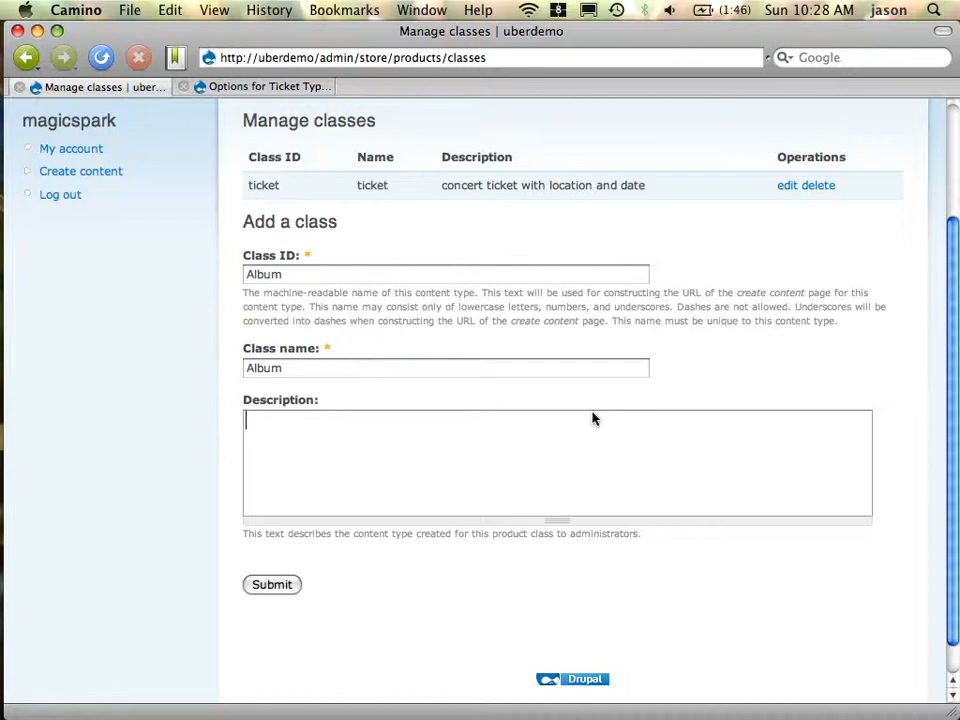 Camino File Edit View History Bookmarks Window Help 8 (1:46) Sun 10:28 AM jason
Manage classes | uberdemo
http://uberdemo/admin/store/products/classes
Google
Manage classes | uber...
Options for Ticket Typ...
magicspark
My account
Create content
Log out
Manage classes
Class ID Name Description Operations
ticket ticket concert ticket with location and date edit delete
Add a class
Class ID: *
Album
The machine-readable name of this content type. This text will be used for constructing the URL of the create content page for this
content type. This name may consist only of lowercase letters, numbers, and underscores. Dashes are not allowed. Underscores will be
converted into dashes when constructing the URL of the create content page. This name must be unique to this content type.
Class name: *
Album
Description:
This text describes the content type created for this product class to administrators.
Submit
Drupal